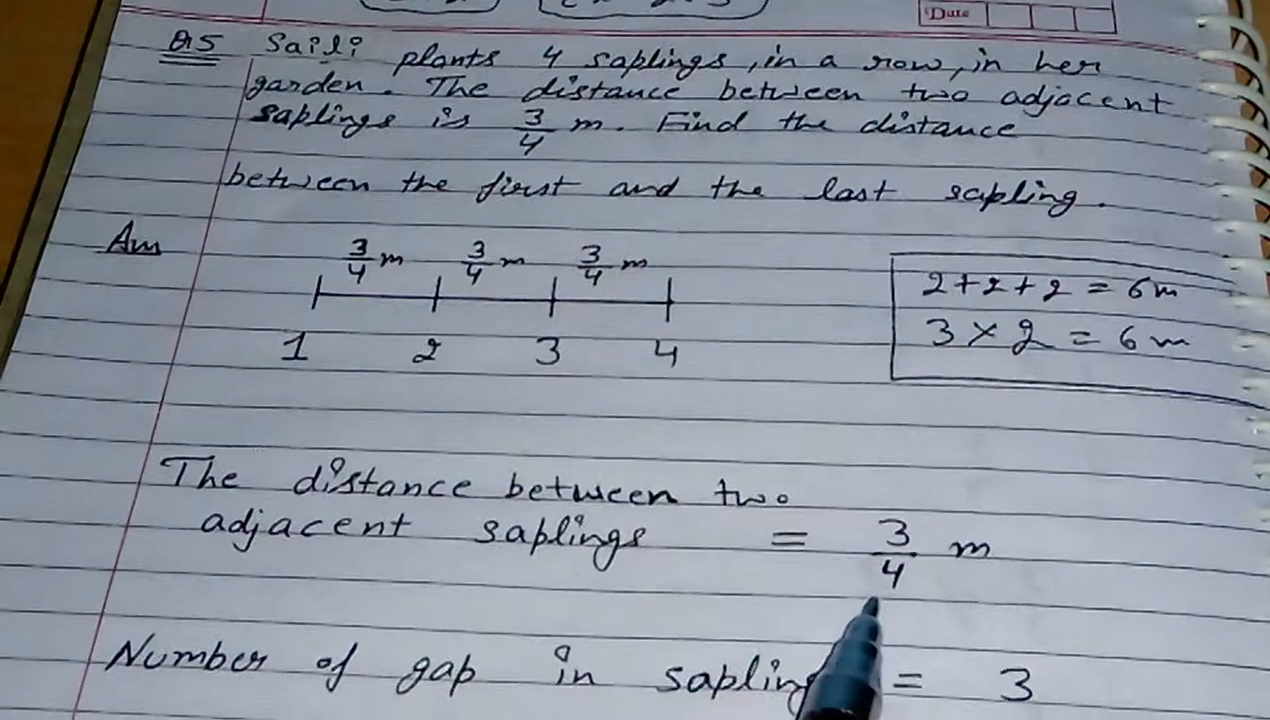 Date
Q5 Saili plants 4 saplings, in a row, in her
garden. The distance between two adjacent
saplings is 3/4 m. Find the distance
between the first and the last sapling.
Ans
3/4 m 3/4 m 3/4 m
1 2 3 4
2+2+2 = 6m
3 × 2 = 6 m
The distance between two
adjacent saplings = 3/4 m
Number of gap in = 3